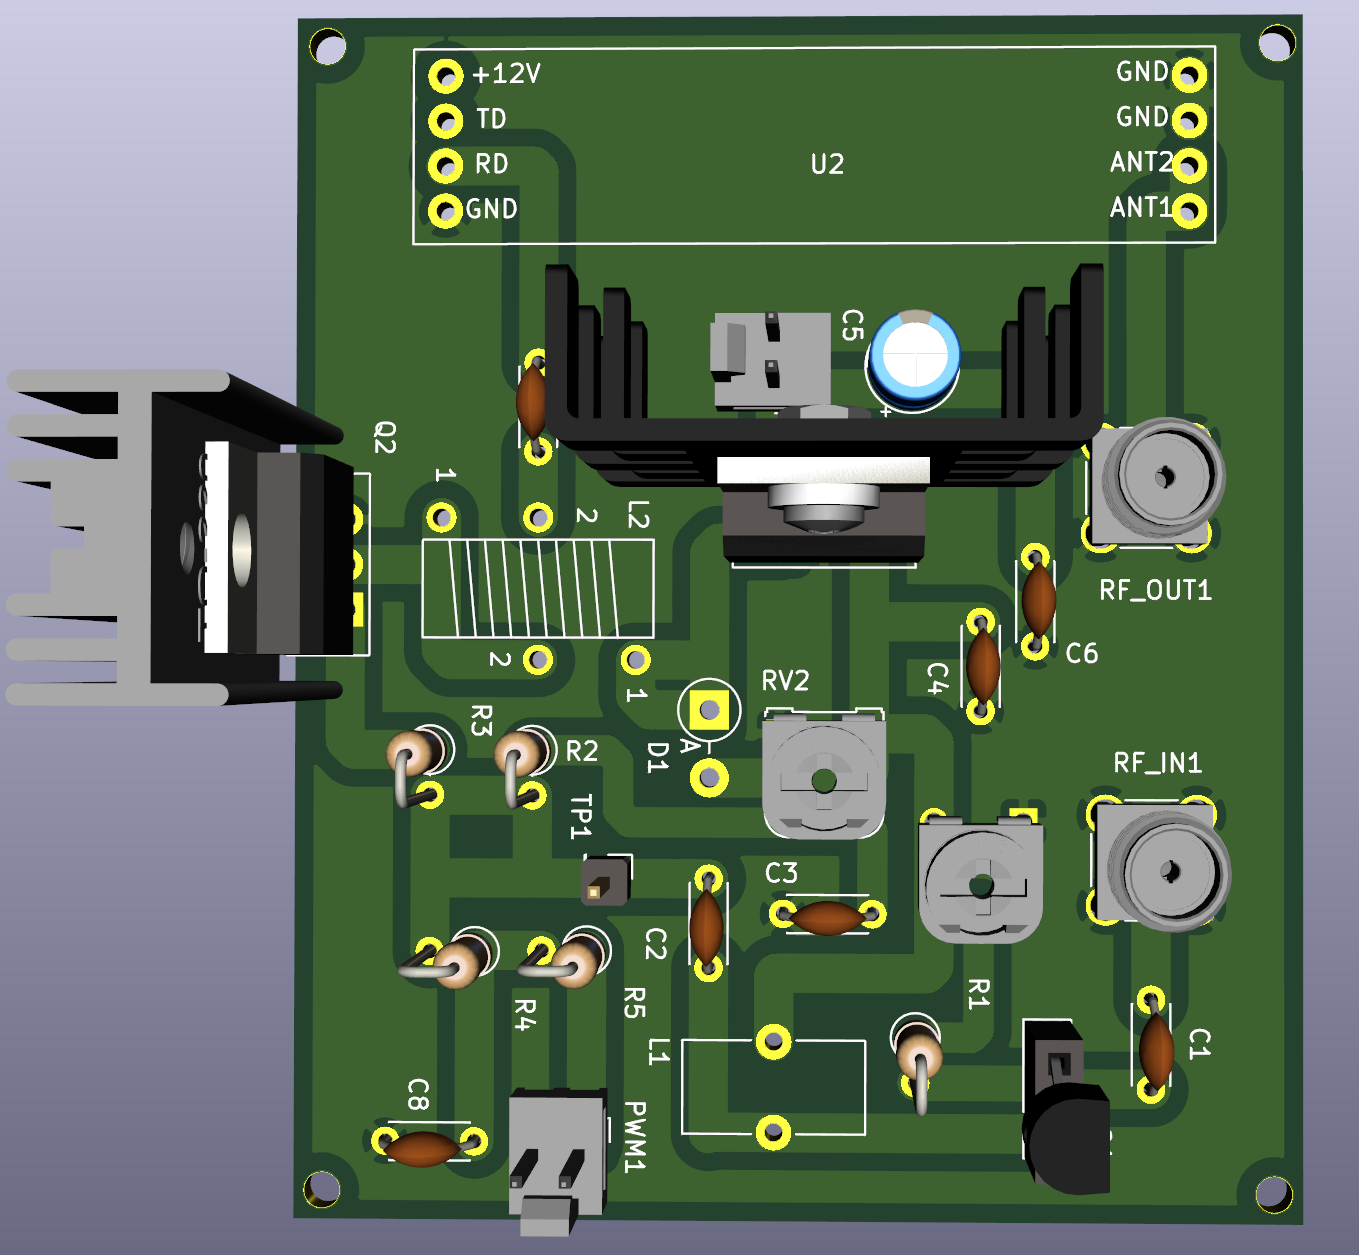 +12V
GND
TD
GND
RD
U2
ANT2
GND
ANT1
C5
+
Q2
1
2
L2
RF_OUT1
2
1
C4
C6
RV2
R3
R2
D1
A
RF_IN1
TP1
C3
C2
R4
R5
R1
L1
C1
C8
PWM1